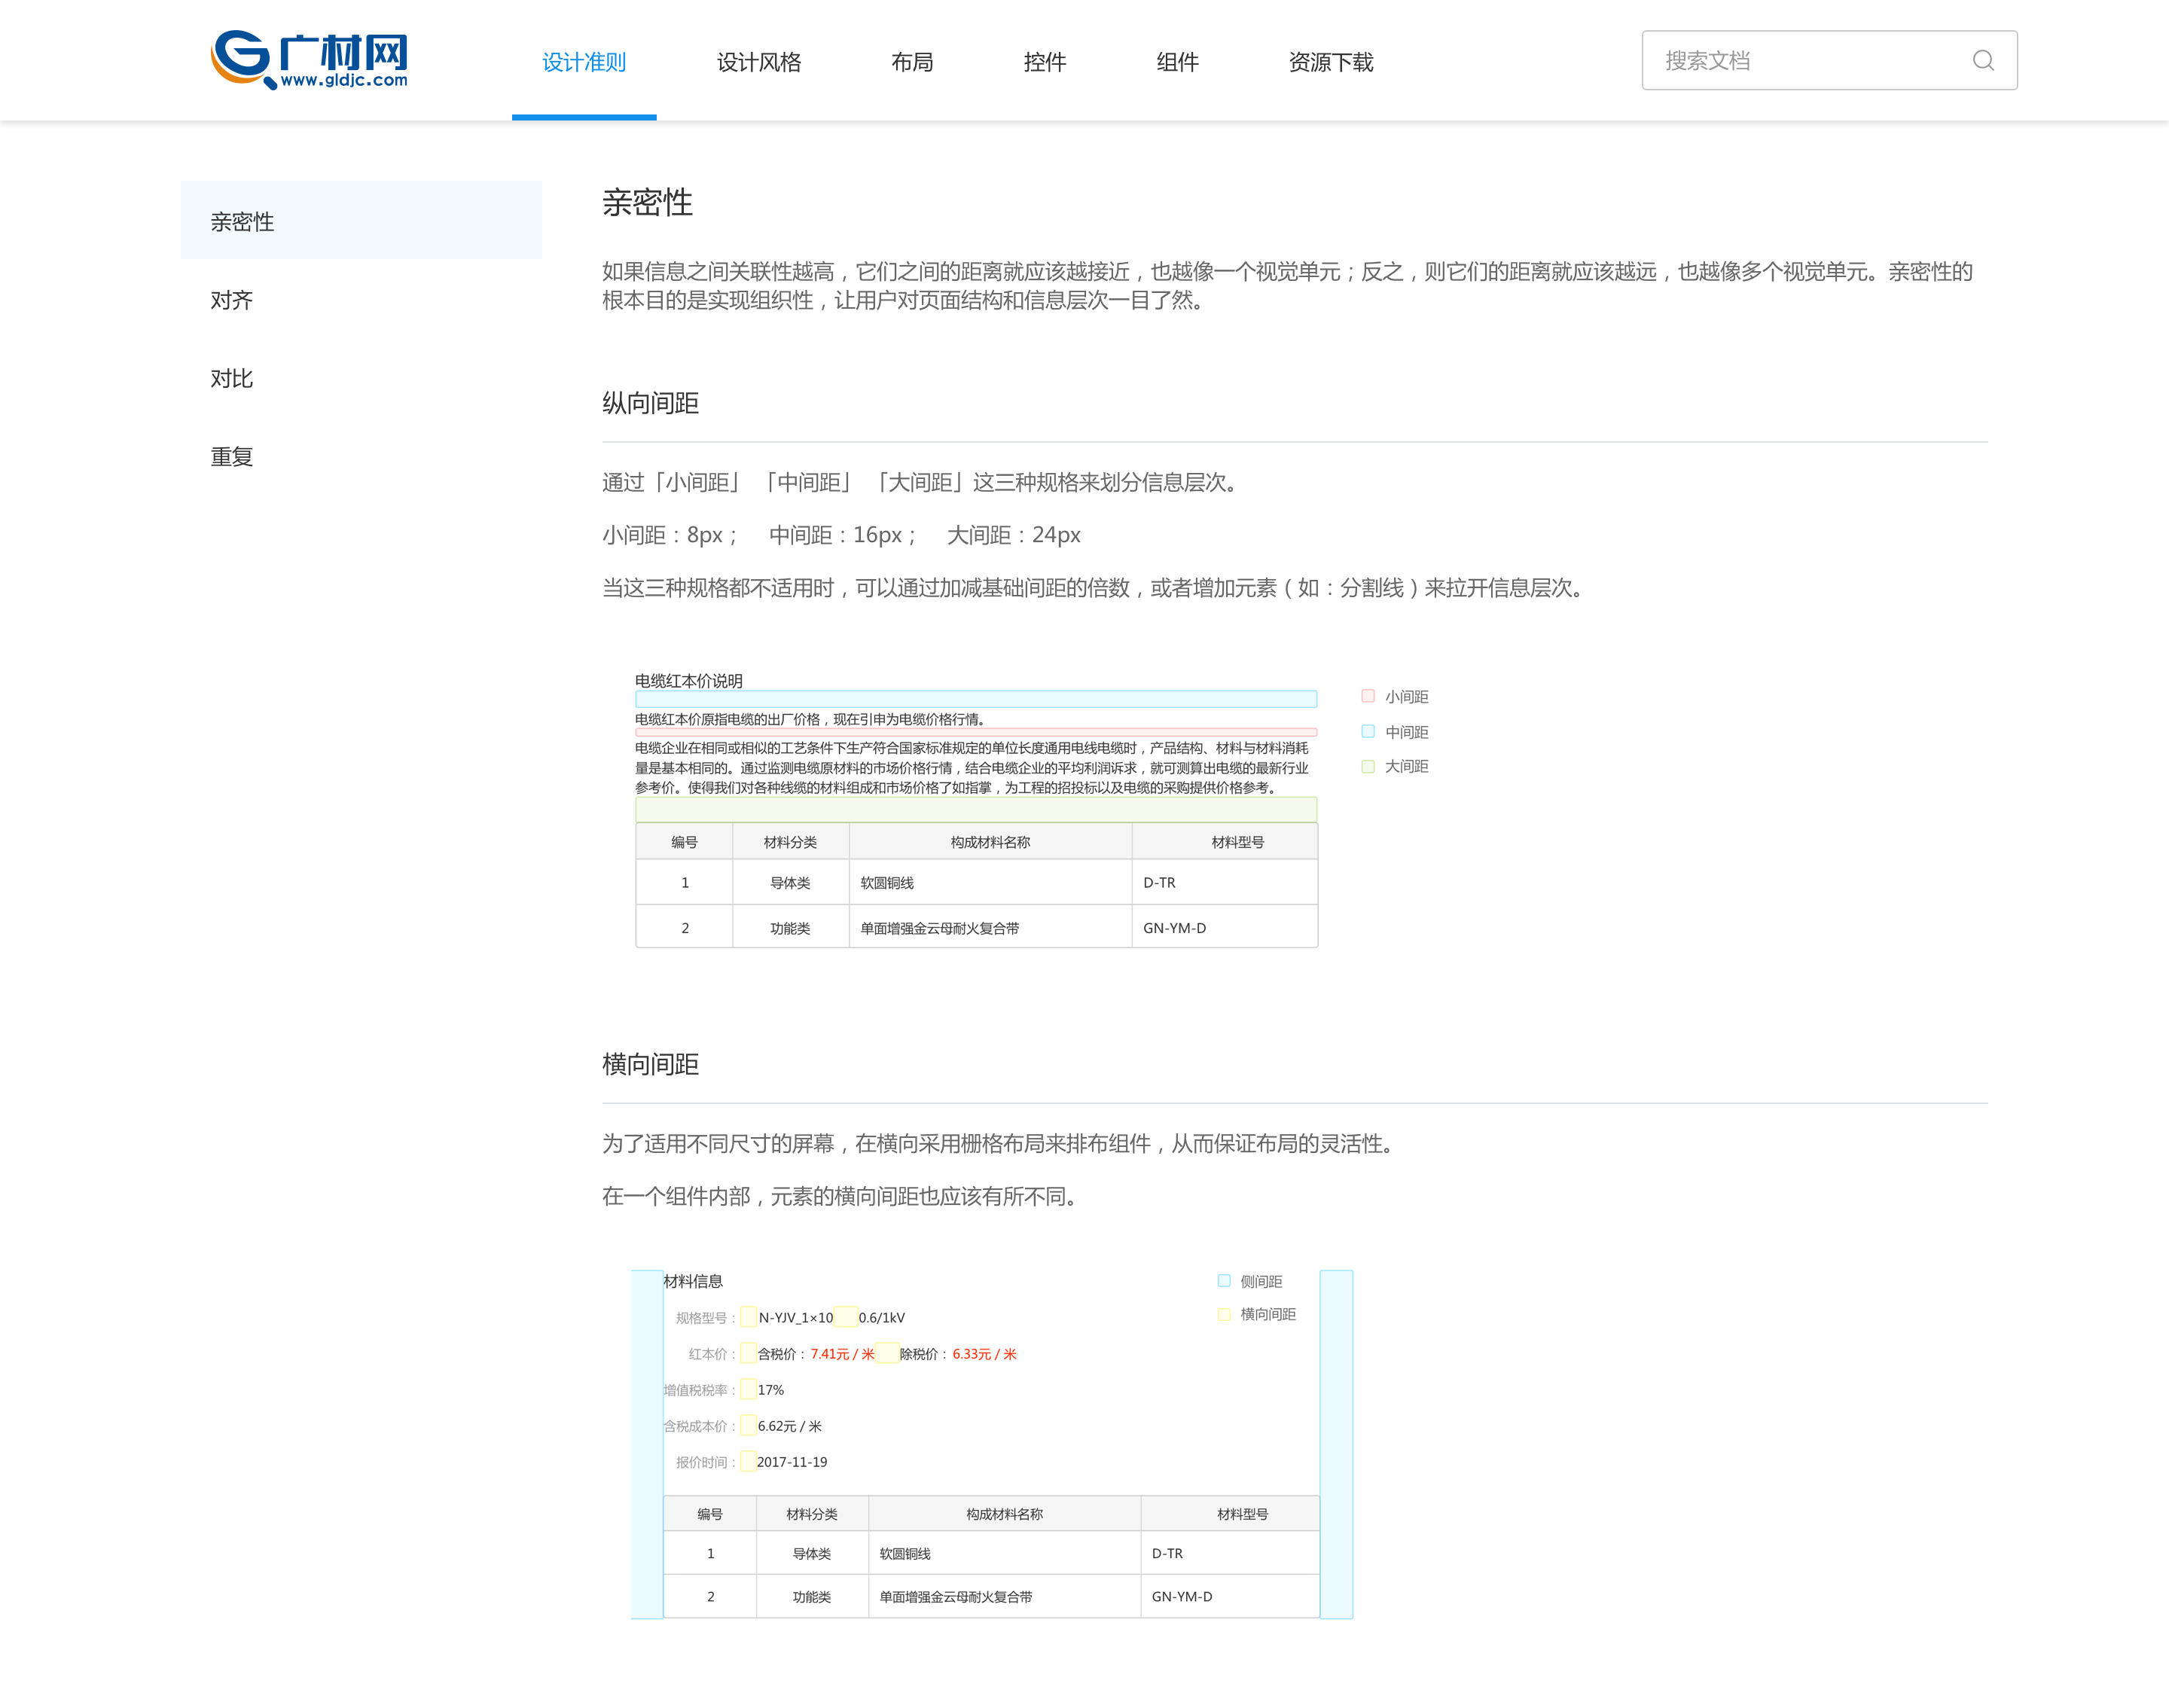 广材网
www.gldjc.com
设计准则
设计风格
布局
控件
组件
资源下载
搜索文档
亲密性
对齐
对比
重复
亲密性
如果信息之间关联性越高，它们之间的距离就应该越接近，也越像一个视觉单元；反之，则它们的距离就应该越远，也越像多个视觉单元。亲密性的
根本目的是实现组织性，让用户对页面结构和信息层次一目了然。
纵向间距
通过「小间距」 「中间距」 「大间距」这三种规格来划分信息层次。
小间距：8px； 中间距：16px； 大间距：24px
当这三种规格都不适用时，可以通过加减基础间距的倍数，或者增加元素（如：分割线）来拉开信息层次。
电缆红本价说明
电缆红本价原指电缆的出厂价格，现在引申为电缆价格行情。
电缆企业在相同或相似的工艺条件下生产符合国家标准规定的单位长度通用电线电缆时，产品结构、材料与材料消耗
量是基本相同的。通过监测电缆原材料的市场价格行情，结合电缆企业的平均利润诉求，就可测算出电缆的最新行业
参考价。使得我们对各种线缆的材料组成和市场价格了如指掌，为工程的招投标以及电缆的采购提供价格参考。
小间距
中间距
大间距
编号 材料分类 构成材料名称 材料型号
1 导体类 软圆铜线 D-TR
2 功能类 单面增强金云母耐火复合带 GN-YM-D
横向间距
为了适用不同尺寸的屏幕，在横向采用栅格布局来排布组件，从而保证布局的灵活性。
在一个组件内部，元素的横向间距也应该有所不同。
材料信息
侧间距
横向间距
规格型号： N-YJV_1×10 0.6/1kV
红本价： 含税价：7.41元 / 米 除税价：6.33元 / 米
增值税税率： 17%
含税成本价： 6.62元 / 米
报价时间： 2017-11-19
编号 材料分类 构成材料名称 材料型号
1 导体类 软圆铜线 D-TR
2 功能类 单面增强金云母耐火复合带 GN-YM-D